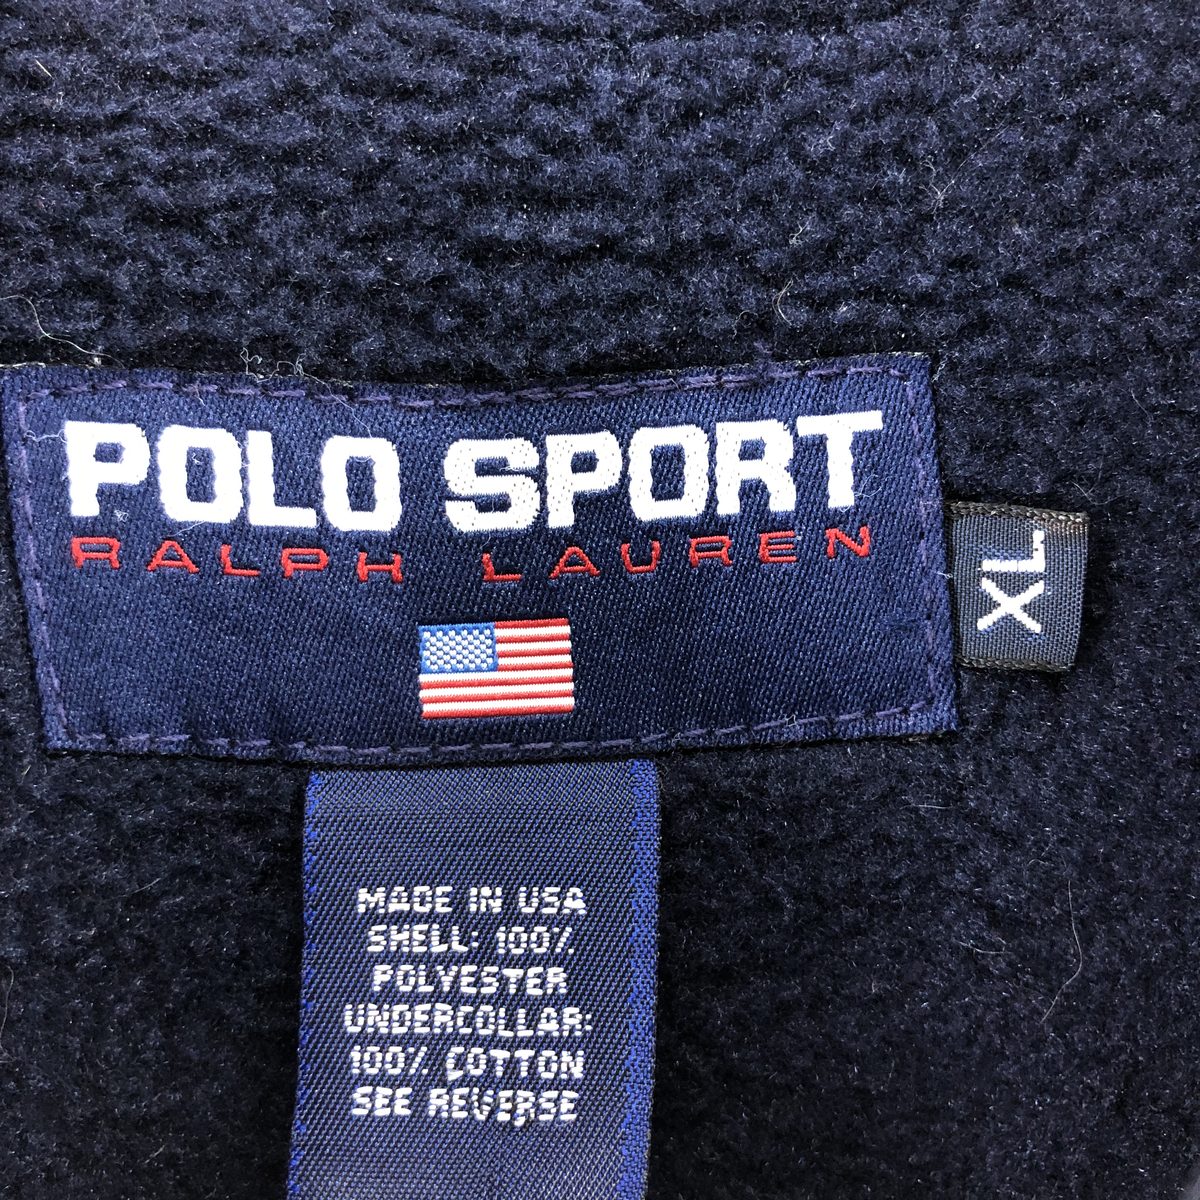 POLO SPORT
RALPH LAUREN
XL
MADE IN USA
SHELL: 100%
POLYESTER
UNDERCOLLAR:
100% COTTON
SEE REVERSE